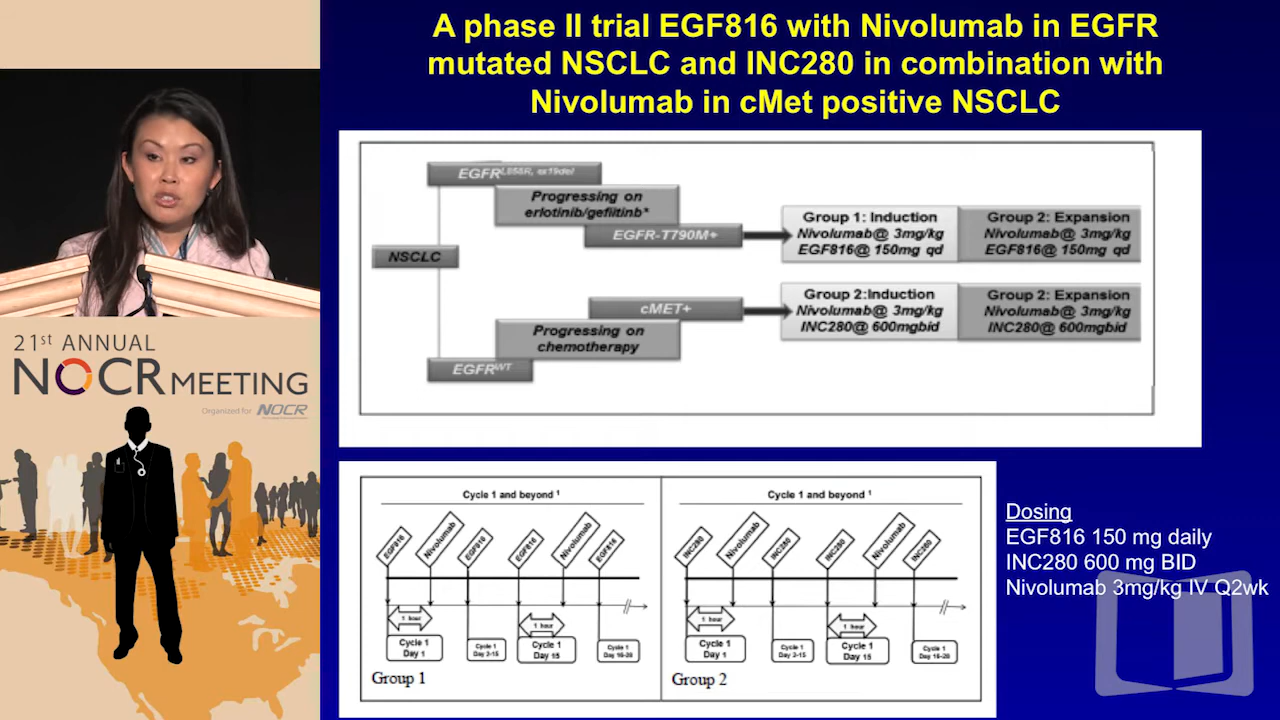 A phase II trial EGF816 with Nivolumab in EGFR
mutated NSCLC and INC280 in combination with
Nivolumab in cMet positive NSCLC
EGFR L858R, ex19del
Progressing on
erlotinib/gefiitinb*
EGFR-T790M+
NSCLC
Group 1: Induction
Nivolumab@ 3mg/kg
EGF816@ 150mg qd
Group 2: Expansion
Nivolumab@ 3mg/kg
EGF816@ 150mg qd
cMET+
Progressing on
chemotherapy
EGFRWT
Group 2:Induction
Nivolumab@ 3mg/kg
INC280@ 600mgbid
Group 2: Expansion
Nivolumab@ 3mg/kg
INC280@ 600mgbid
21st ANNUAL
NOCR MEETING
Organized for NOCR
Cycle 1 and beyond 1
EGF816
Nivolumab
EGF816
EGF816
Nivolumab
EGF816
1 hour
1 hour
Cycle 1
Day 1
Cycle 1
Day 2-15
Cycle 1
Day 15
Cycle 1
Day 16-28
Group 1
Cycle 1 and beyond 1
INC280
Nivolumab
INC280
INC280
Nivolumab
INC280
1 hour
1 hour
Cycle 1
Day 1
Cycle 1
Day 2-15
Cycle 1
Day 15
Cycle 1
Day 16-28
Group 2
Dosing
EGF816 150 mg daily
INC280 600 mg BID
Nivolumab 3mg/kg IV Q2wk